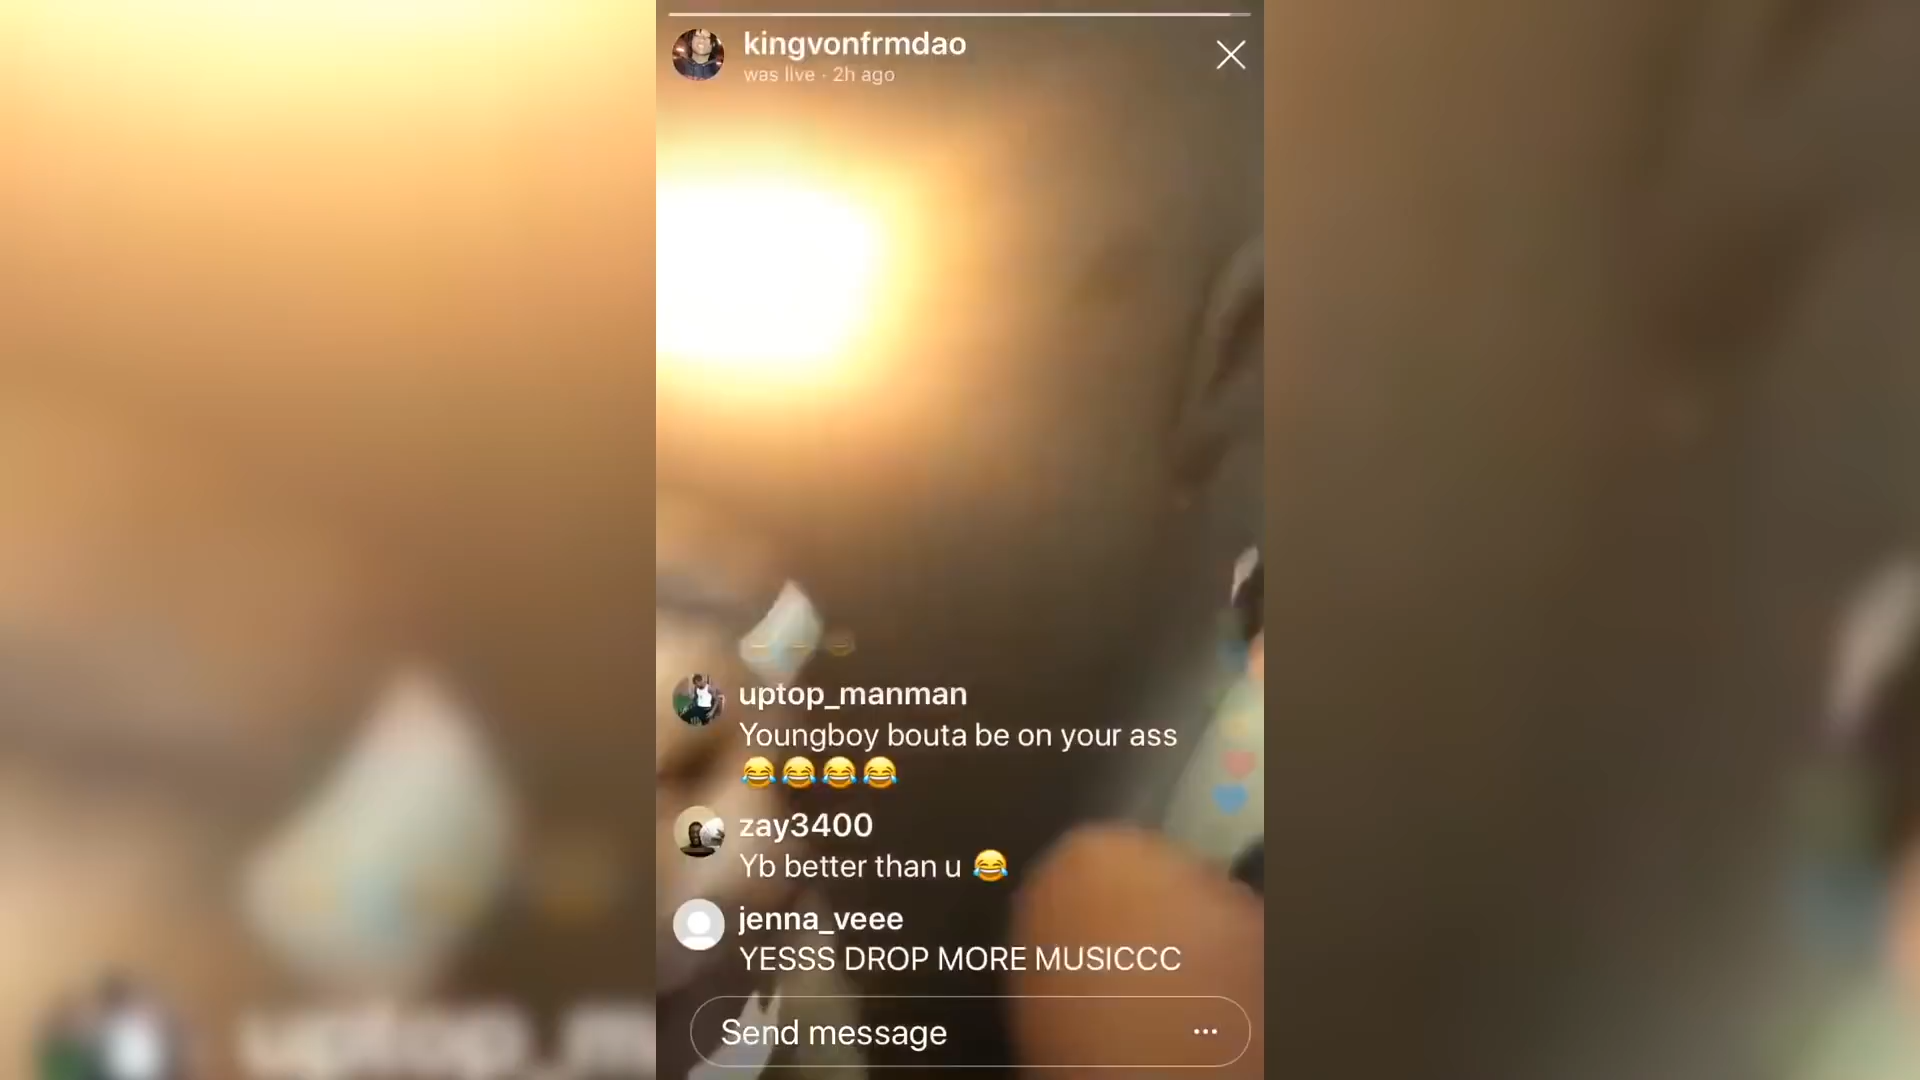 kingvonfrmdao
was live · 2h ago
uptop_manman
Youngboy bouta be on your ass
😂😂😂😂
zay3400
Yb better than u 😂
jenna_veee
YESSS DROP MORE MUSICCC
Send message